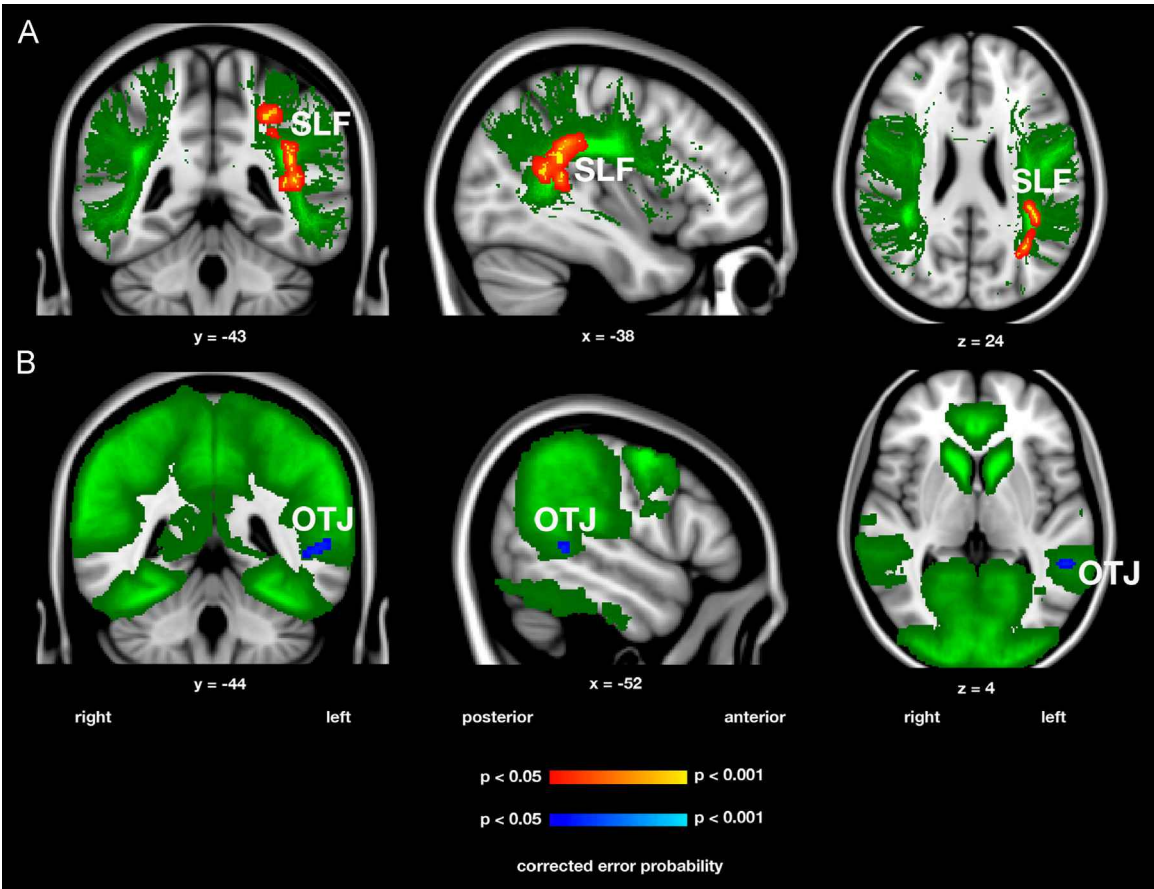 A
SLF
SLF
SLF
y = -43
x = -38
z = 24
B
OTJ
OTJ
OTJ
y = -44
x = -52
z = 4
right
left
posterior
anterior
right
left
p < 0.05
p < 0.001
p < 0.05
p < 0.001
corrected error probability